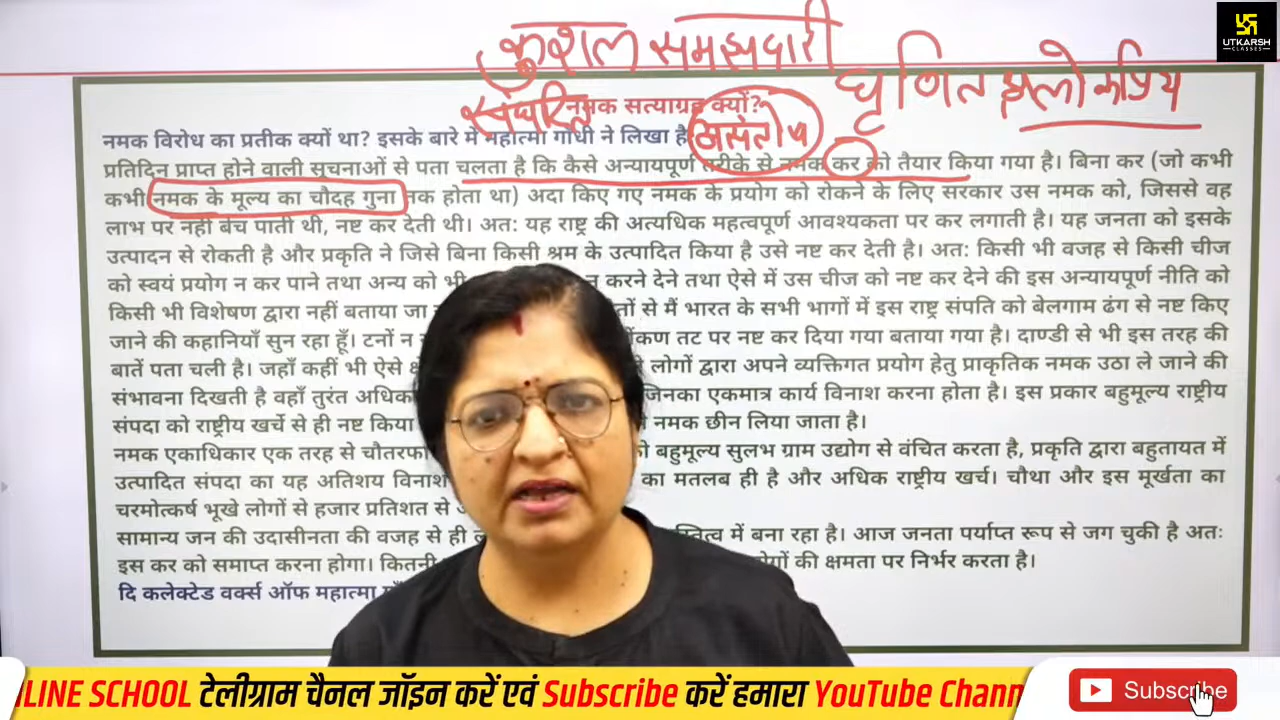 कुशल समझदारी
घृणित अलोकप्रिय
संघटित
असंतोष
UTKARSH
CLASSES
नमक सत्याग्रह क्यों?
नमक विरोध का प्रतीक क्यों था? इसके बारे में महात्मा गाँधी ने लिखा है
प्रतिदिन प्राप्त होने वाली सूचनाओं से पता चलता है कि कैसे अन्यायपूर्ण तरीके से नमक कर को तैयार किया गया है। बिना कर (जो कभी
कभी नमक के मूल्य का चौदह गुना तक होता था) अदा किए गए नमक के प्रयोग को रोकने के लिए सरकार उस नमक को, जिससे वह
लाभ पर नहीं बेच पाती थी, नष्ट कर देती थी। अत: यह राष्ट्र की अत्यधिक महत्वपूर्ण आवश्यकता पर कर लगाती है। यह जनता को इसके
उत्पादन से रोकती है और प्रकृति ने जिसे बिना किसी श्रम के उत्पादित किया है उसे नष्ट कर देती है। अत: किसी भी वजह से किसी चीज
को स्वयं प्रयोग न कर पाने तथा अन्य को भी करने देने तथा ऐसे में उस चीज को नष्ट कर देने की इस अन्यायपूर्ण नीति को
किसी भी विशेषण द्वारा नहीं बताया जा से मैं भारत के सभी भागों में इस राष्ट्र संपति को बेलगाम ढंग से नष्ट किए
जाने की कहानियाँ सुन रहा हूँ। टनों न तट पर नष्ट कर दिया गया बताया गया है। दाण्डी से भी इस तरह की
बातें पता चली है। जहाँ कहीं भी ऐसे लोगों द्वारा अपने व्यक्तिगत प्रयोग हेतु प्राकृतिक नमक उठा ले जाने की
संभावना दिखती है वहाँ तुरंत जिनका एकमात्र कार्य विनाश करना होता है। इस प्रकार बहुमूल्य राष्ट्रीय
संपदा को राष्ट्रीय खर्चे से ही नष्ट किया नमक छीन लिया जाता है।
नमक एकाधिकार एक तरह से बहुमूल्य सुलभ ग्राम उद्योग से वंचित करता है, प्रकृति द्वारा बहुतायत में
उत्पादित संपदा का यह अतिशय विनाश का मतलब ही है और अधिक राष्ट्रीय खर्च। चौथा और इस मूर्खता का
चरमोत्कर्ष भूखे लोगों से हजार प्रतिशत से
सामान्य जन की उदासीनता की वजह से ही में बना रहा है। आज जनता पर्याप्त रूप से जग चुकी है अत:
इस कर को समाप्त करना होगा। कितनी की क्षमता पर निर्भर करता है।
दि कलेक्टेड वर्क्स ऑफ महात्मा
LINE SCHOOL टेलीग्राम चैनल जॉइन करें एवं Subscribe करें हमारा YouTube Chann
Subscribe